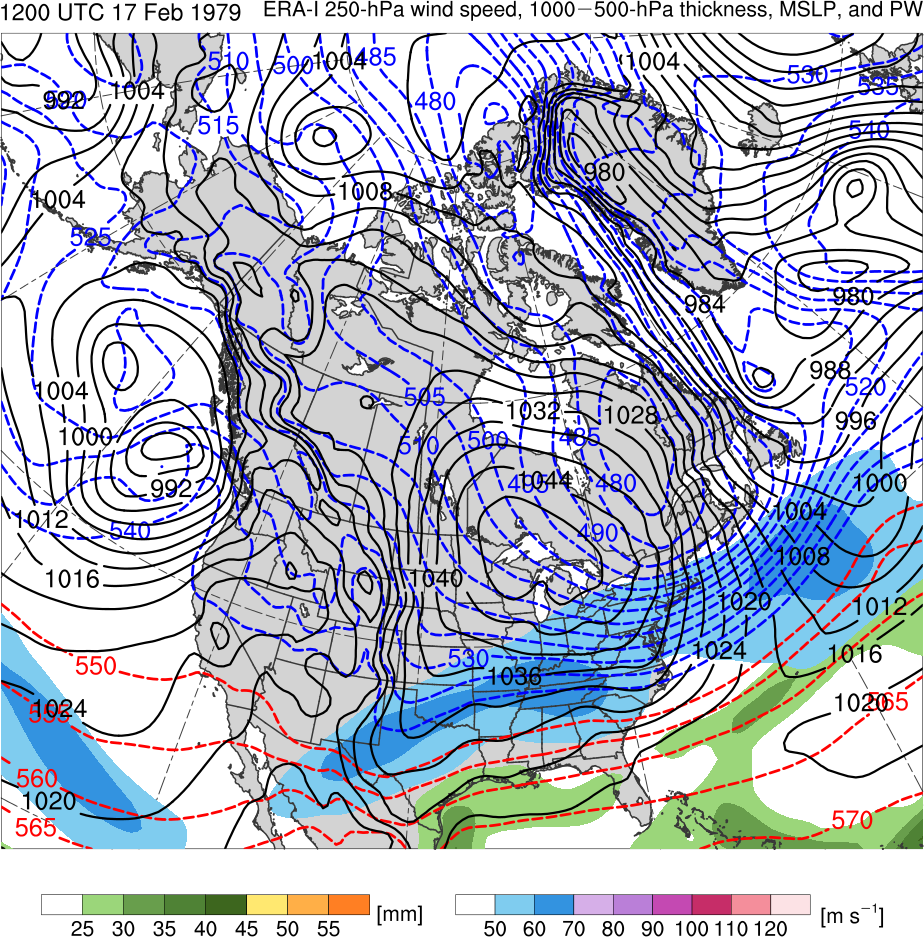 1200 UTC 17 Feb 1979 ERA-I 250-hPa wind speed, 1000−500-hPa thickness, MSLP, and PW
510 500 1004 485 1004 530
992 1004 480 535
515 540
980
1004 1008
525
980
984
988
1004 505 520
1032 1028 996
1000 510 500 485
992 495 1044 480 1000
1012 540 490 1004
1008
1016 1040
1020 1012
550 530 1024 1016
1036
1024 1020 565
560
1020
565 570
25 30 35 40 45 50 55 [mm] 50 60 70 80 90 100 110 120 [m s⁻¹]